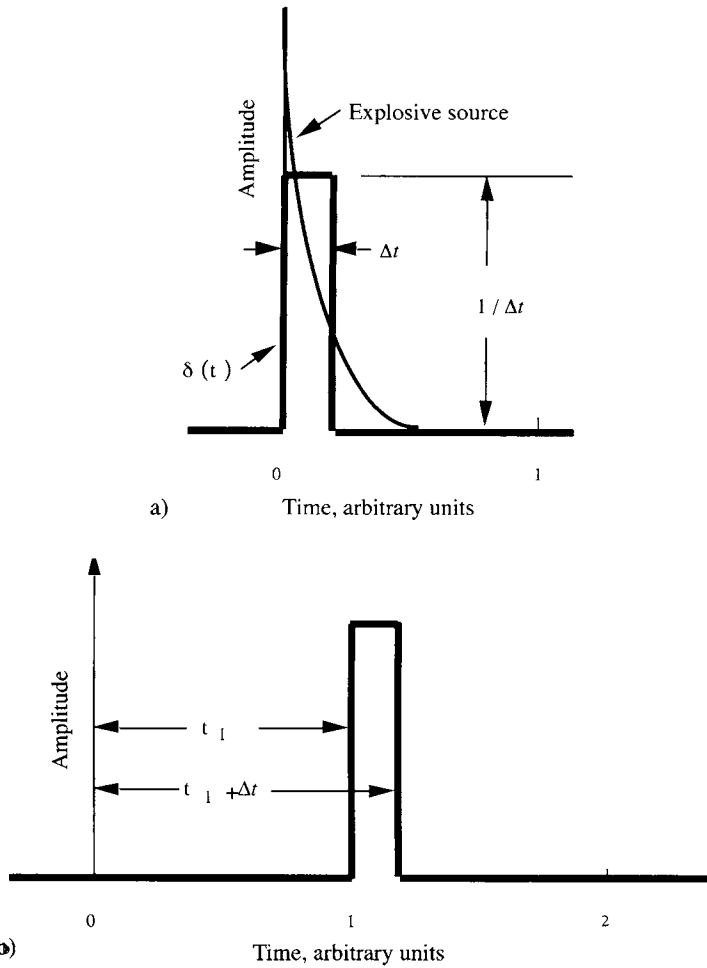 Amplitude
Explosive source
Δt
1 / Δt
δ (t)
0
1
a)
Time, arbitrary units
Amplitude
t 1
t 1 +Δt
0
1
2
b)
Time, arbitrary units